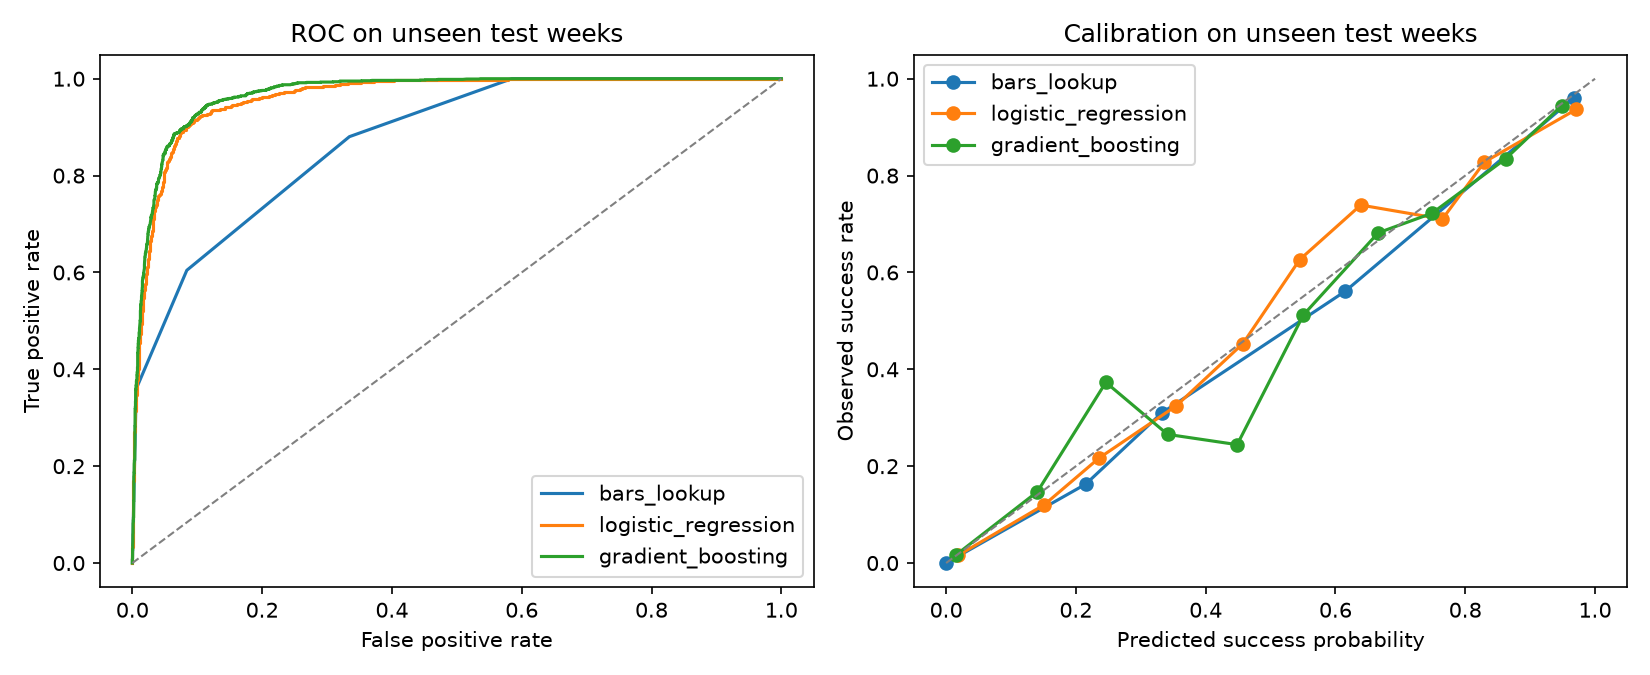 ROC on unseen test weeks
True positive rate
1.0
0.8
0.6
0.4
0.2
0.0
bars_lookup
logistic_regression
gradient_boosting
0.0 0.2 0.4 0.6 0.8 1.0
False positive rate
Calibration on unseen test weeks
Observed success rate
1.0
0.8
0.6
0.4
0.2
0.0
bars_lookup
logistic_regression
gradient_boosting
0.0 0.2 0.4 0.6 0.8 1.0
Predicted success probability